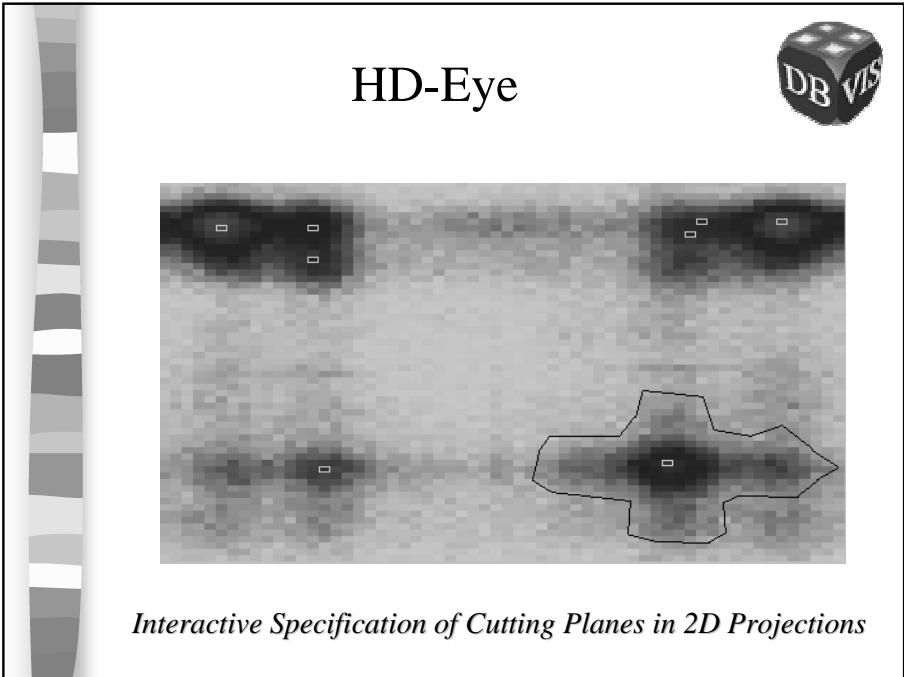 HD-Eye
DB VIS
Interactive Specification of Cutting Planes in 2D Projections